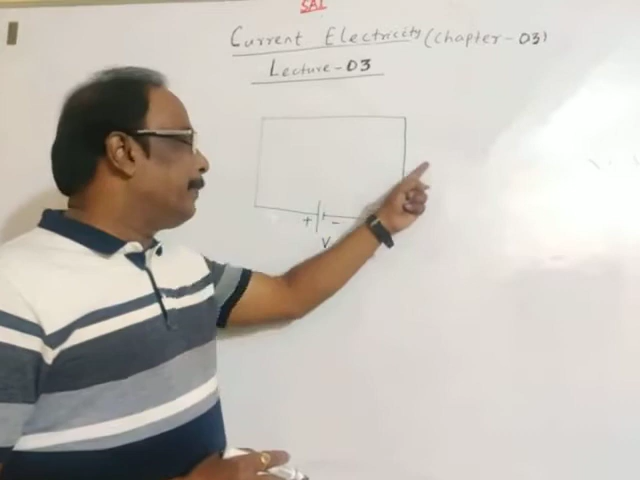 SAI
Current Electricity (Chapter-03)
Lecture-03
+ -
V